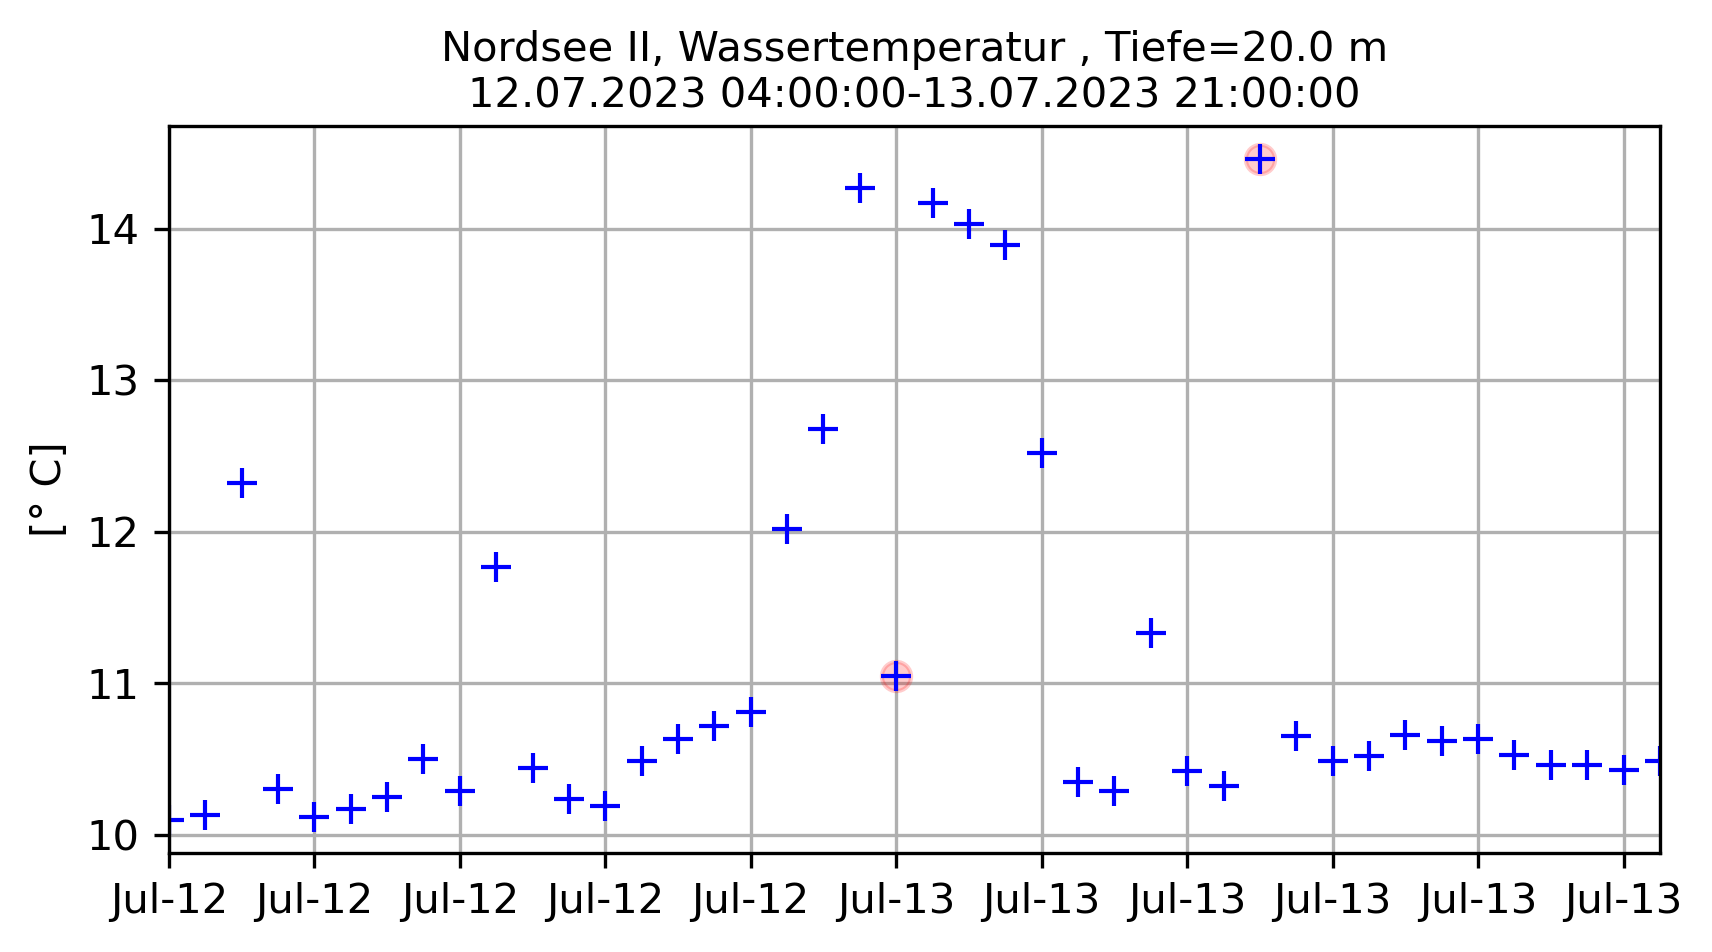 Nordsee II, Wassertemperatur , Tiefe=20.0 m
12.07.2023 04:00:00-13.07.2023 21:00:00
14
13
12
11
10
[° C]
Jul-12 Jul-12 Jul-12 Jul-12 Jul-12 Jul-13 Jul-13 Jul-13 Jul-13 Jul-13 Jul-13